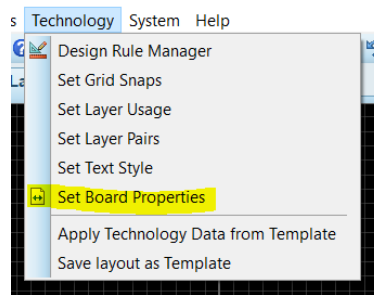 s Technology System Help
Design Rule Manager
Set Grid Snaps
Set Layer Usage
Set Layer Pairs
Set Text Style
Set Board Properties
Apply Technology Data from Template
Save layout as Template